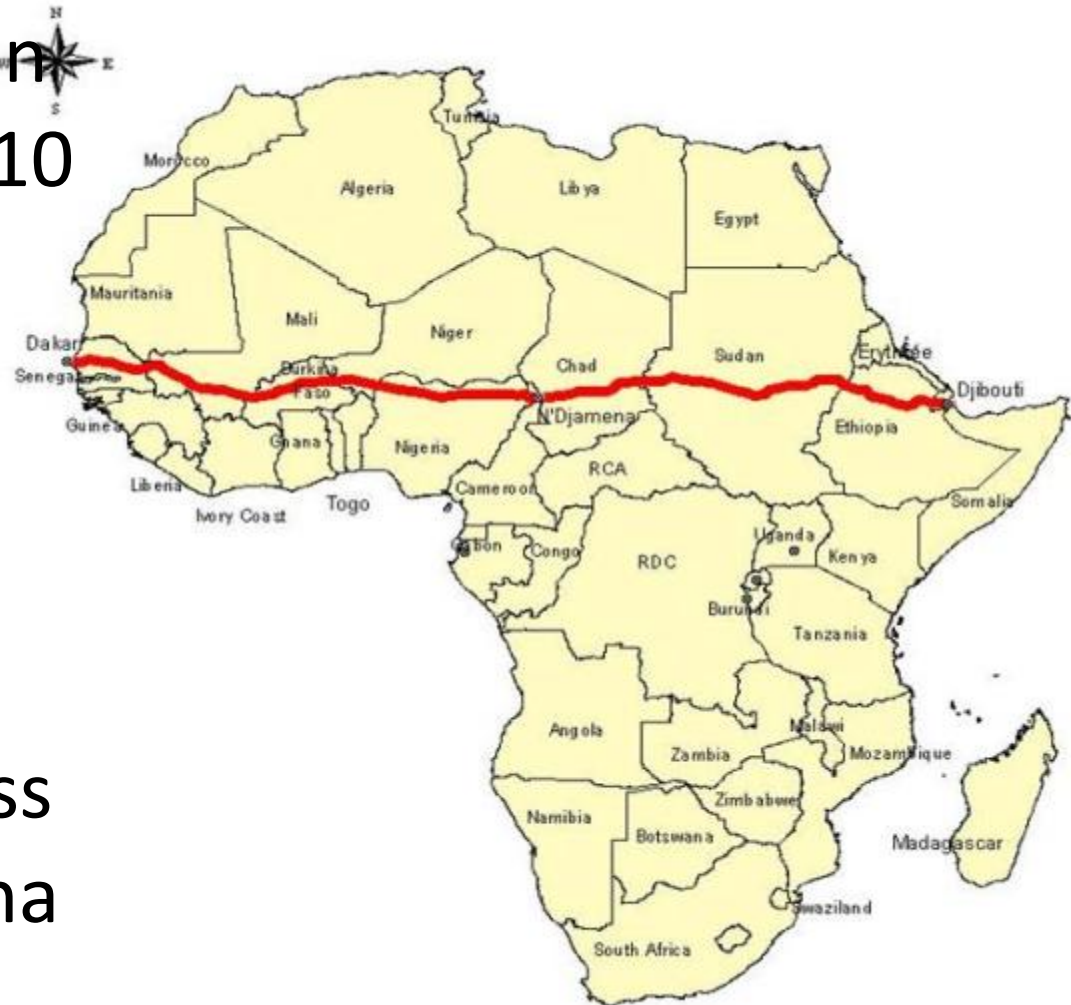 N
n
E
S
10
Tunisia
Morocco
Algeria
Libya
Egypt
Mauritania
Mali
Niger
Dakar
Chad
Sudan
Erythrée
Senegal
Burkina
Faso
Djibouti
N'Djamena
Guinea
Ghana
Nigeria
Ethiopia
RCA
Liberia
Cameroon
Ivory Coast
Togo
Somalia
Gabon
Congo
RDC
Uganda
Kenya
Burundi
Tanzania
Angola
Malawi
Zambia
Mozambique
ss
Namibia
Zimbabwe
Botswana
Madagascar
na
Swaziland
South Africa